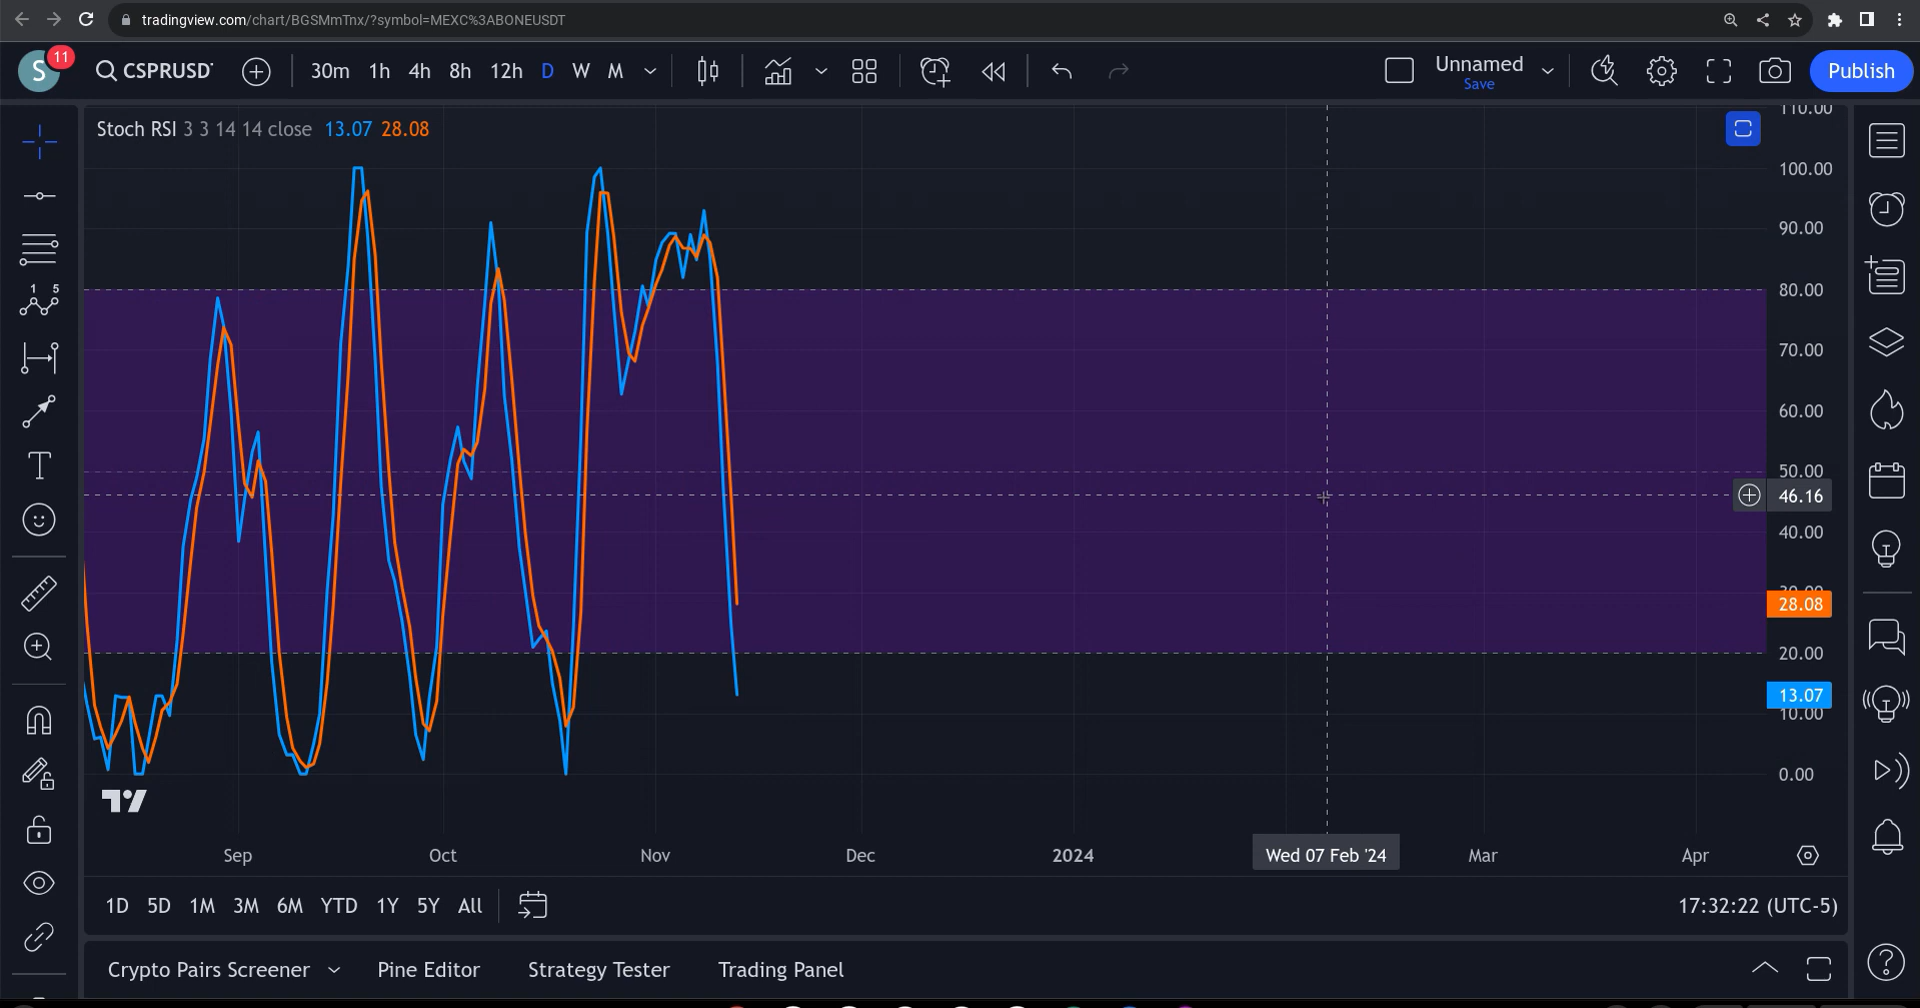 tradingview.com/chart/BGSMmTnx/?symbol=MEXC%3ABONEUSDT
S
11
CSPRUSD
30m 1h 4h 8h 12h D W M
Unnamed
Save
Publish
Stoch RSI 3 3 14 14 close 13.07 28.08
110.00
100.00
90.00
80.00
70.00
60.00
50.00
46.16
40.00
30.00
28.08
20.00
13.07
10.00
0.00
1 5
T
Sep Oct Nov Dec 2024 Wed 07 Feb '24 Mar Apr
1D 5D 1M 3M 6M YTD 1Y 5Y All
17:32:22 (UTC-5)
Crypto Pairs Screener Pine Editor Strategy Tester Trading Panel